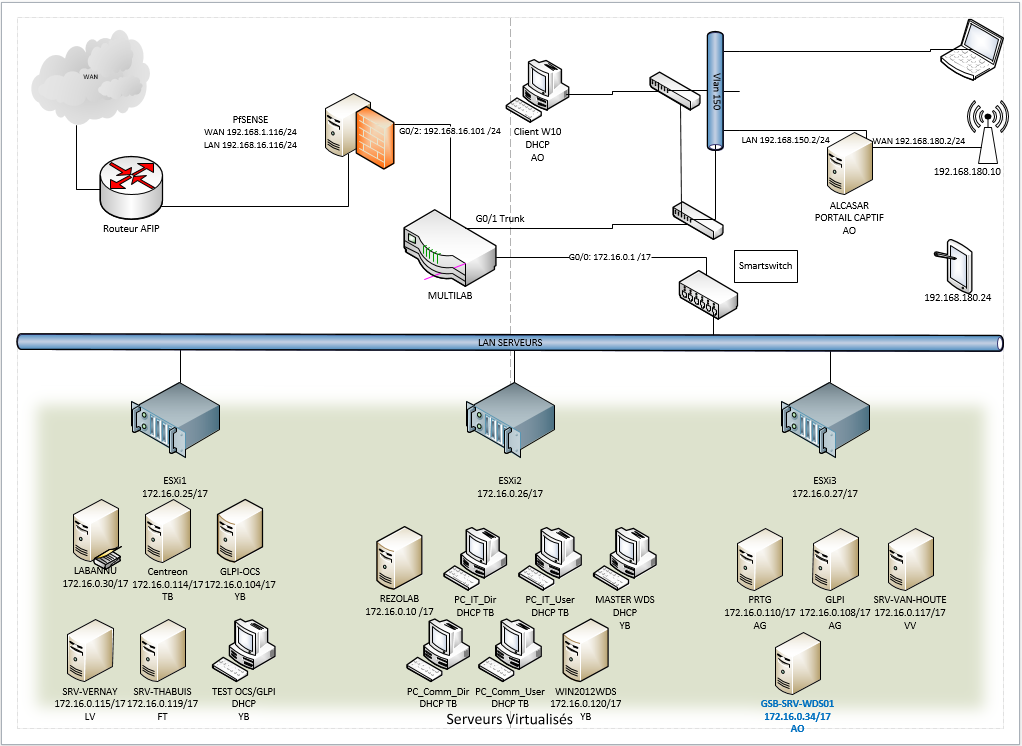 WAN
PfSENSE
WAN 192.168.1.116/24
LAN 192.168.16.116/24
Routeur AFIP
G0/2: 192.168.16.101 /24
Client W10
DHCP
AO
Vlan 150
LAN 192.168.150.2/24
WAN 192.168.180.2/24
192.168.180.10
ALCASAR
PORTAIL CAPTIF
AO
G0/1 Trunk
G0/0: 172.16.0.1 /17
MULTILAB
Smartswitch
192.168.180.24
LAN SERVEURS
ESXi1
172.16.0.25/17
ESXi2
172.16.0.26/17
ESXi3
172.16.0.27/17
LABANNU
172.16.0.30/17
Centreon
172.16.0.114/17
TB
GLPI-OCS
172.16.0.104/17
YB
REZOLAB
172.16.0.10 /17
PC_IT_Dir
DHCP TB
PC_IT_User
DHCP TB
MASTER WDS
DHCP
YB
PRTG
172.16.0.110/17
AG
GLPI
172.16.0.108/17
AG
SRV-VAN-HOUTE
172.16.0.117/17
VV
SRV-VERNAY
172.16.0.115/17
LV
SRV-THABUIS
172.16.0.119/17
FT
TEST OCS/GLPI
DHCP
YB
PC_Comm_Dir
DHCP TB
PC_Comm_User
DHCP TB
WIN2012WDS
172.16.0.120/17
YB
GSB-SRV-WDS01
172.16.0.34/17
AO
Serveurs Virtualisés